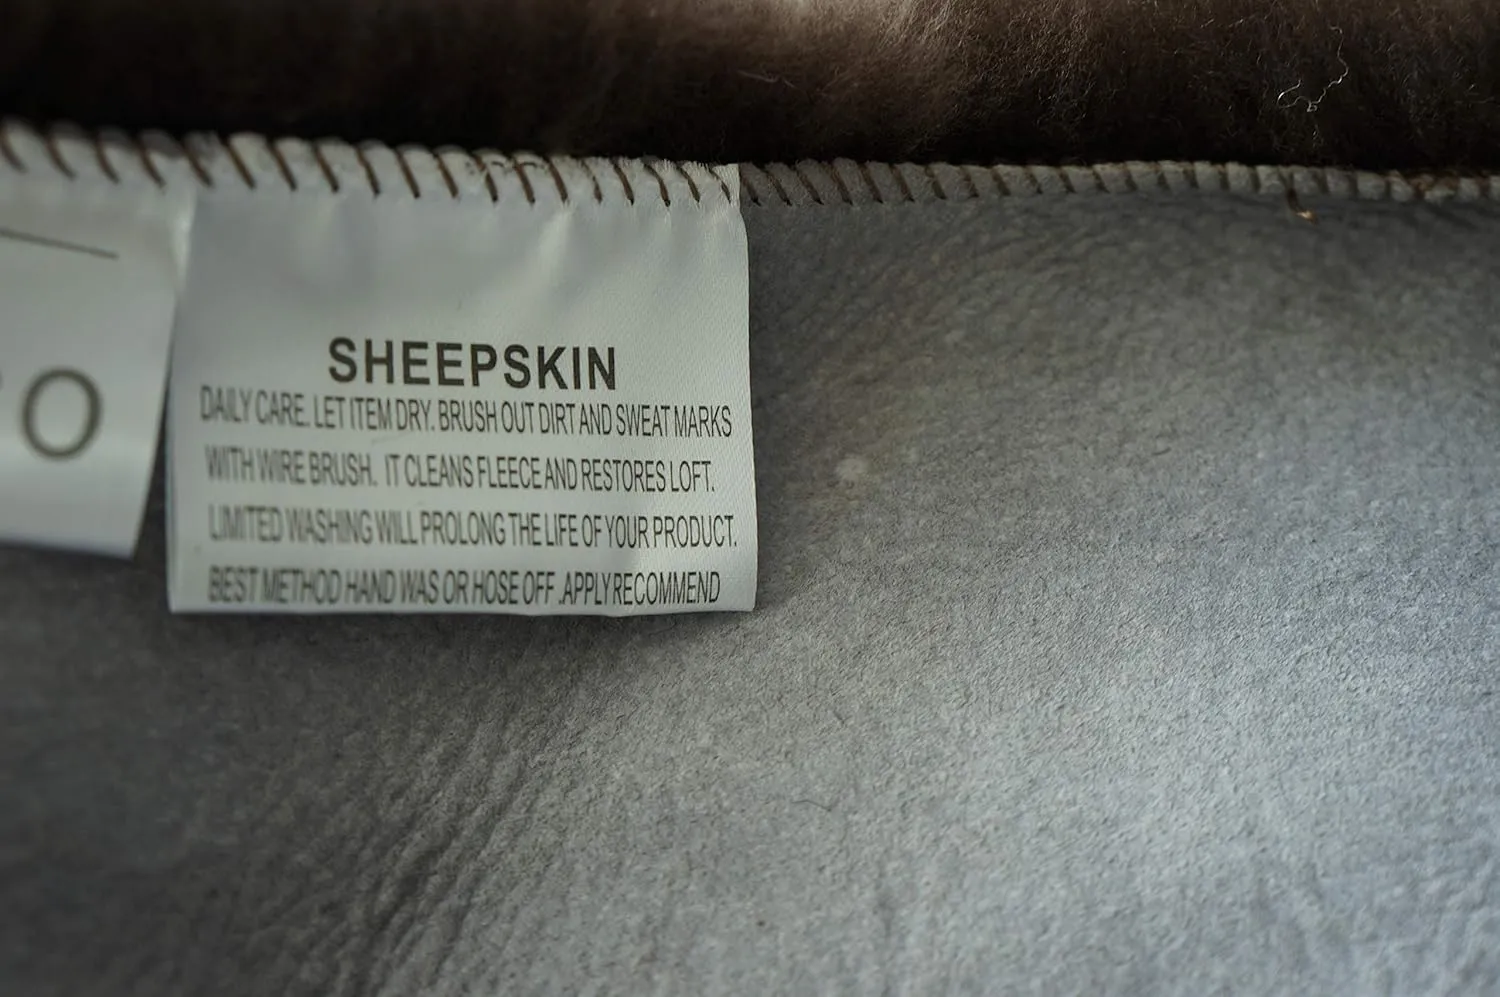 O
SHEEPSKIN
DAILY CARE. LET ITEM DRY. BRUSH OUT DIRT AND SWEAT MARKS
WITH WIRE BRUSH. IT CLEANS FLEECE AND RESTORES LOFT.
LIMITED WASHING WILL PROLONG THE LIFE OF YOUR PRODUCT.
BEST METHOD HAND WAS OR HOSE OFF .APPLY RECOMMEND